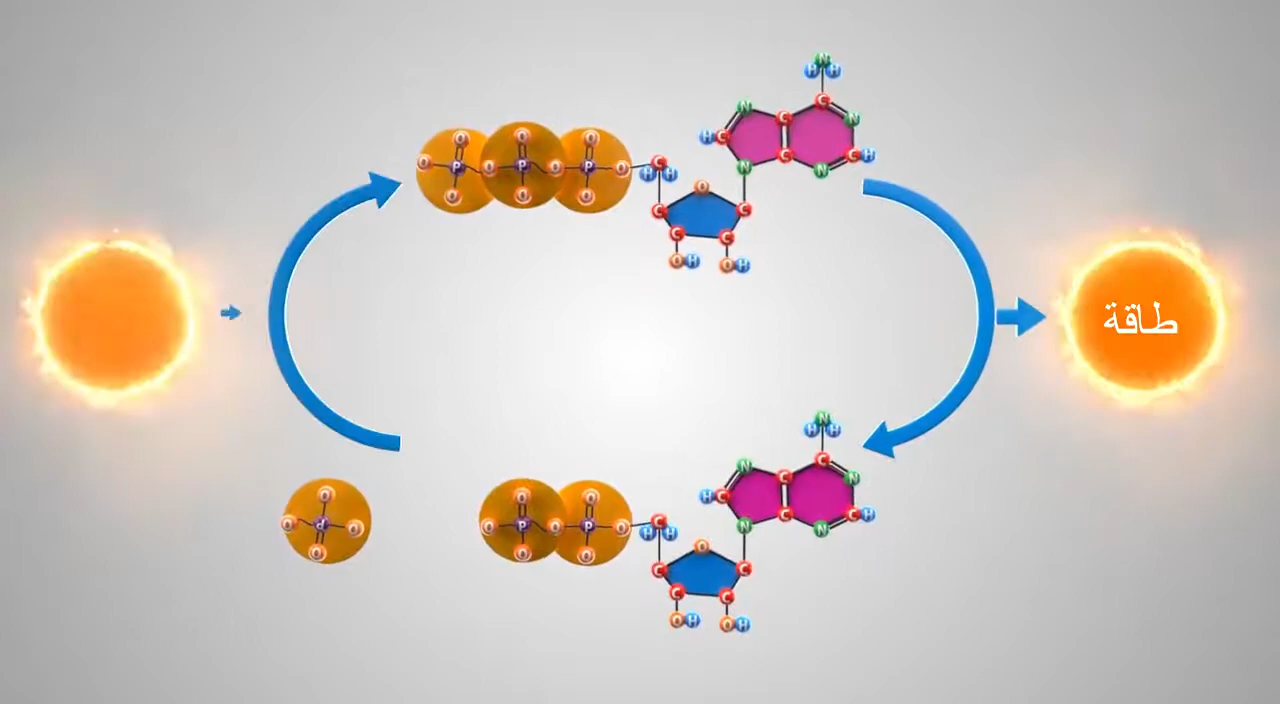 N
H H
C
N C N
O O O
H C
C C H
O P O P O P O C
H H
N N
O
O O O
C C
C C
O H O H
طاقة
N
H H
C
N C N
O O O
H C
C C H
O P O
O P O P O C
H H
N N
O
O O O
C C
C C
O H O H